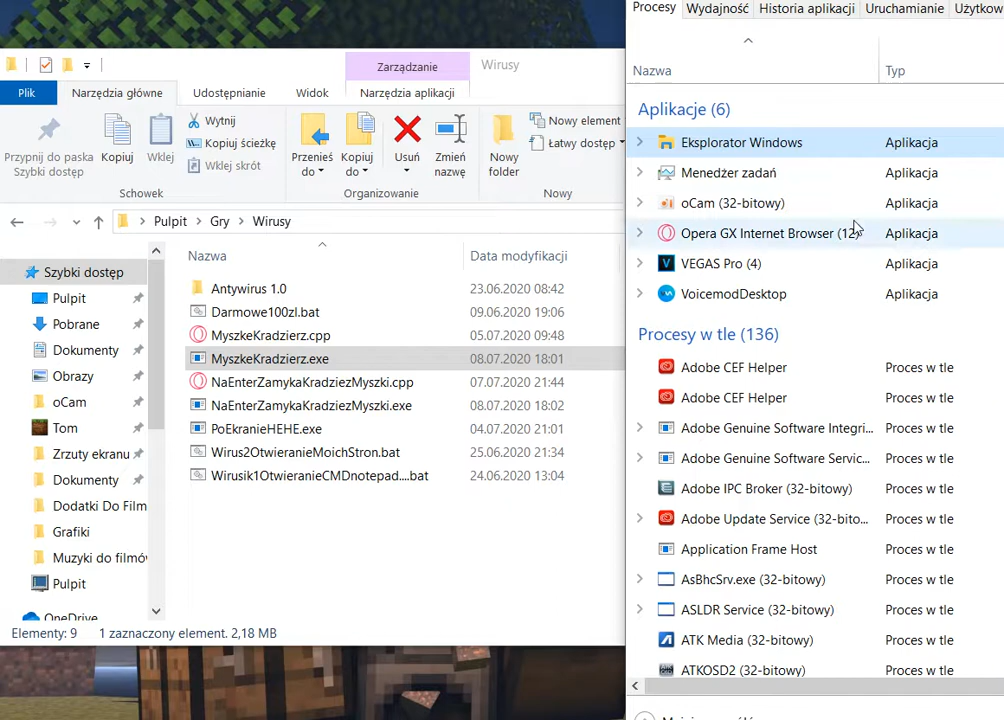 Zarządzanie
Wirusy
Plik
Narzędzia główne
Udostępnianie
Widok
Narzędzia aplikacji
Przypnij do paska
Szybki dostęp
Kopiuj
Wklej
Wytnij
Kopiuj ścieżkę
Wklej skrót
Schowek
Przenieś
do
Kopiuj
do
Usuń
Zmień
nazwę
Organizowanie
Nowy
folder
Nowy element
Łatwy dostęp
Nowy
Pulpit
Gry
Wirusy
Szybki dostęp
Pulpit
Pobrane
Dokumenty
Obrazy
oCam
Tom
Zrzuty ekranu
Dokumenty
Dodatki Do Film
Grafiki
Muzyki do filmów
Pulpit
OneDrive
Nazwa
Data modyfikacji
Antywirus 1.0
23.06.2020 08:42
Darmowe100zl.bat
09.06.2020 19:06
MyszkeKradzierz.cpp
05.07.2020 09:48
MyszkeKradzierz.exe
08.07.2020 18:01
NaEnterZamykaKradziezMyszki.cpp
07.07.2020 21:44
NaEnterZamykaKradziezMyszki.exe
08.07.2020 18:02
PoEkranieHEHE.exe
04.07.2020 21:01
Wirus2OtwieranieMoichStron.bat
25.06.2020 21:34
Wirusik1OtwieranieCMDnotepad....bat
24.06.2020 13:04
Elementy: 9
1 zaznaczony element. 2,18 MB
Procesy
Wydajność
Historia aplikacji
Uruchamianie
Użytkow
Nazwa
Typ
Aplikacje (6)
Eksplorator Windows
Aplikacja
Menedżer zadań
Aplikacja
oCam (32-bitowy)
Aplikacja
Opera GX Internet Browser (12)
Aplikacja
VEGAS Pro (4)
Aplikacja
VoicemodDesktop
Aplikacja
Procesy w tle (136)
Adobe CEF Helper
Proces w tle
Adobe CEF Helper
Proces w tle
Adobe Genuine Software Integri...
Proces w tle
Adobe Genuine Software Servic...
Proces w tle
Adobe IPC Broker (32-bitowy)
Proces w tle
Adobe Update Service (32-bito...
Proces w tle
Application Frame Host
Proces w tle
AsBhcSrv.exe (32-bitowy)
Proces w tle
ASLDR Service (32-bitowy)
Proces w tle
ATK Media (32-bitowy)
Proces w tle
ATKOSD2 (32-bitowy)
Proces w tle